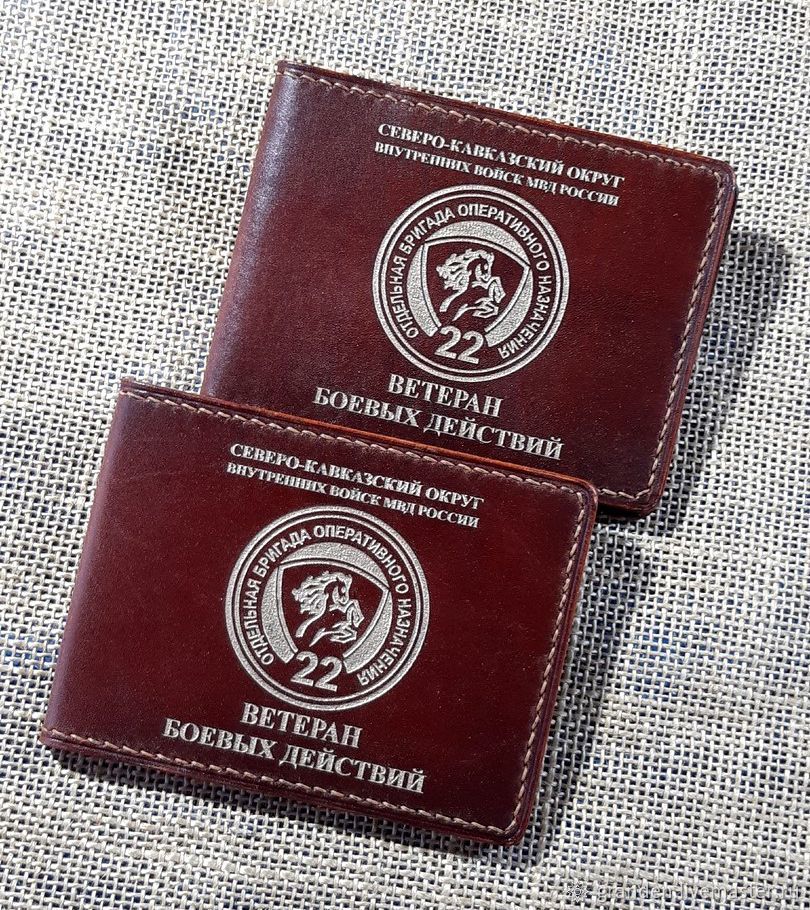 СЕВЕРО-КАВКАЗСКИЙ ОКРУГ
ВНУТРЕННИХ ВОЙСК МВД РОССИИ
ОТДЕЛЬНАЯ БРИГАДА ОПЕРАТИВНОГО НАЗНАЧЕНИЯ
22
ВЕТЕРАН
БОЕВЫХ ДЕЙСТВИЙ
СЕВЕРО-КАВКАЗСКИЙ ОКРУГ
ВНУТРЕННИХ ВОЙСК МВД РОССИИ
ОТДЕЛЬНАЯ БРИГАДА ОПЕРАТИВНОГО НАЗНАЧЕНИЯ
22
ВЕТЕРАН
БОЕВЫХ ДЕЙСТВИЙ